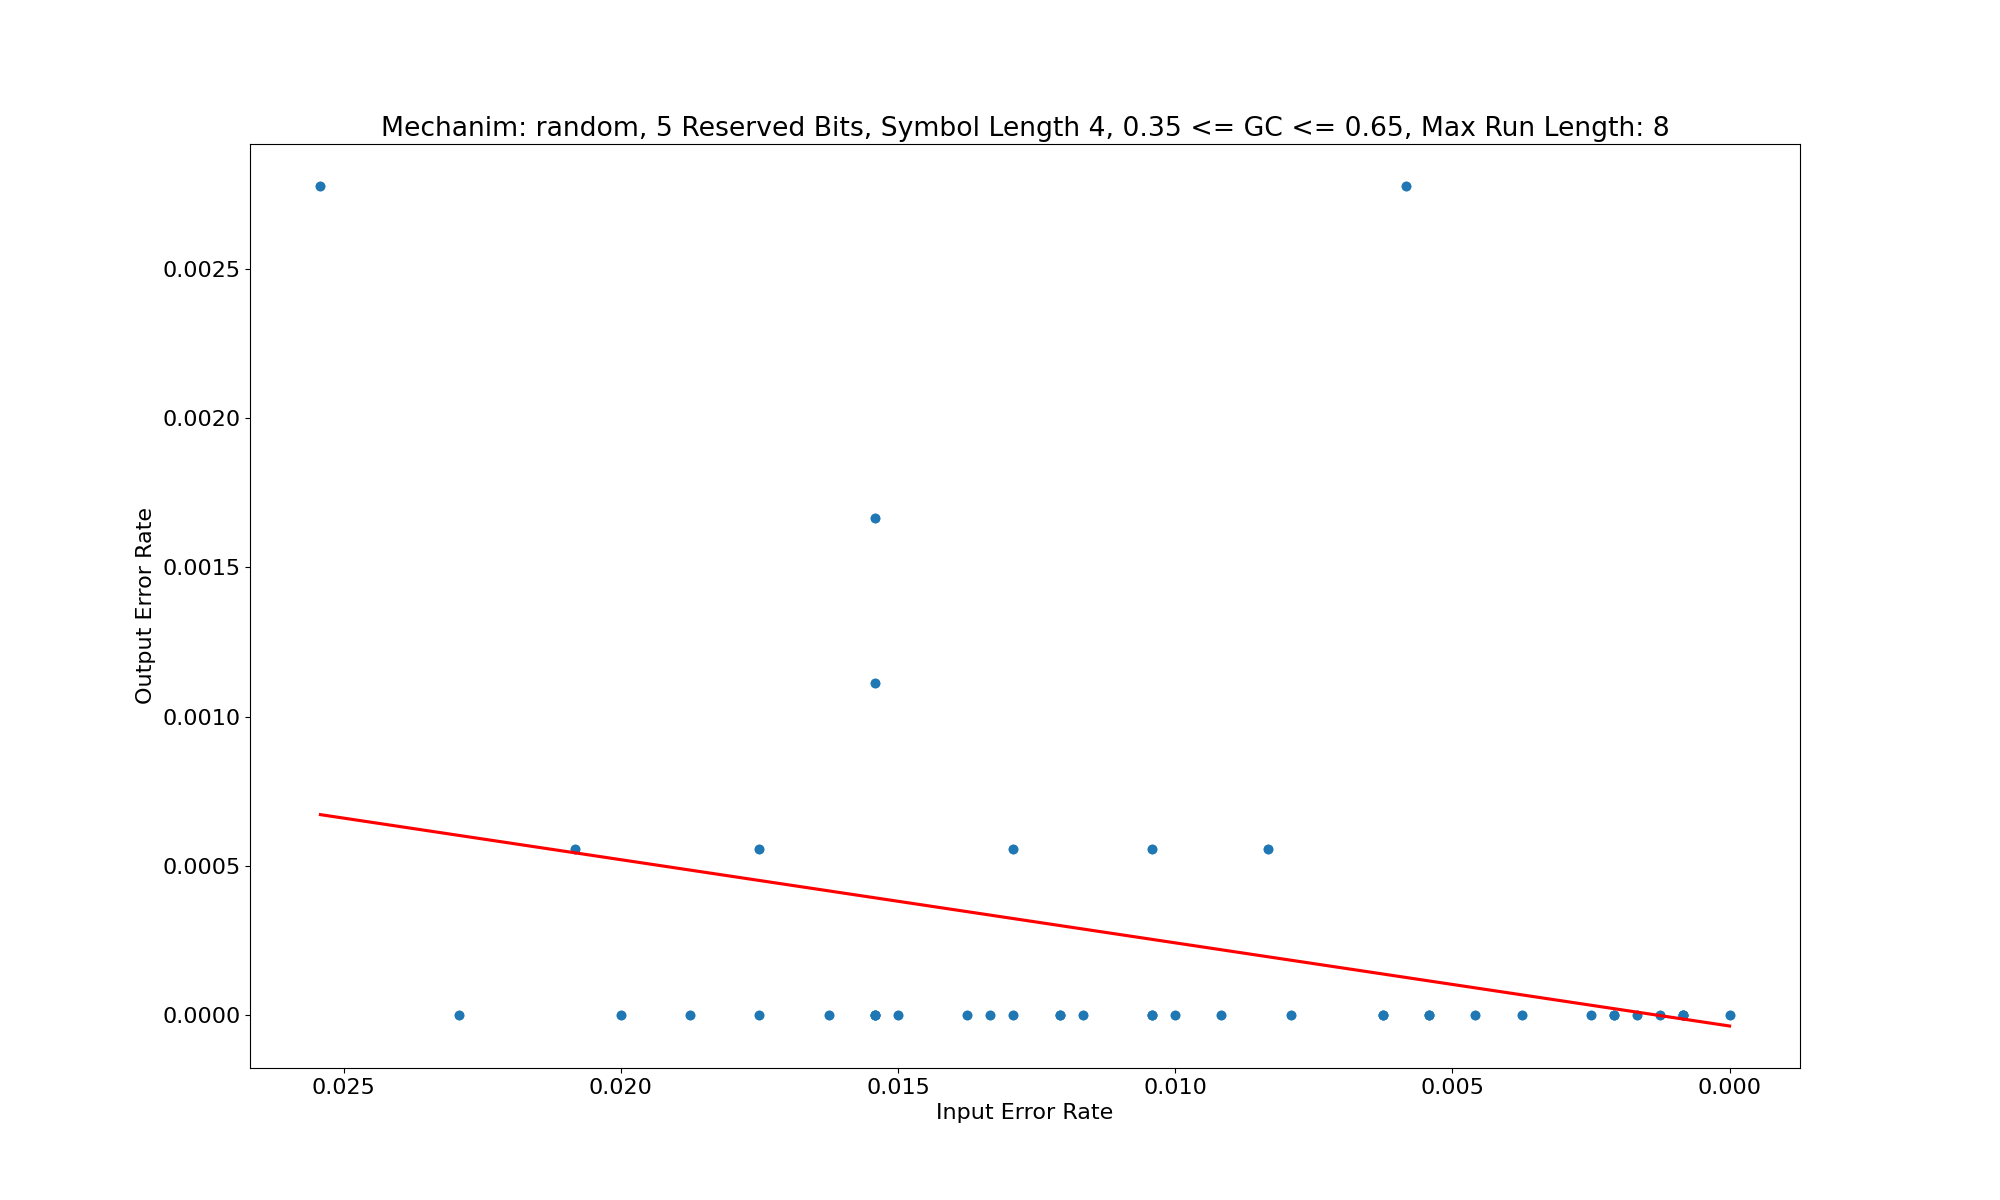 Mechanim: random, 5 Reserved Bits, Symbol Length 4, 0.35 <= GC <= 0.65, Max Run Length: 8
Output Error Rate
0.0025
0.0020
0.0015
0.0010
0.0005
0.0000
0.025 0.020 0.015 0.010 0.005 0.000
Input Error Rate